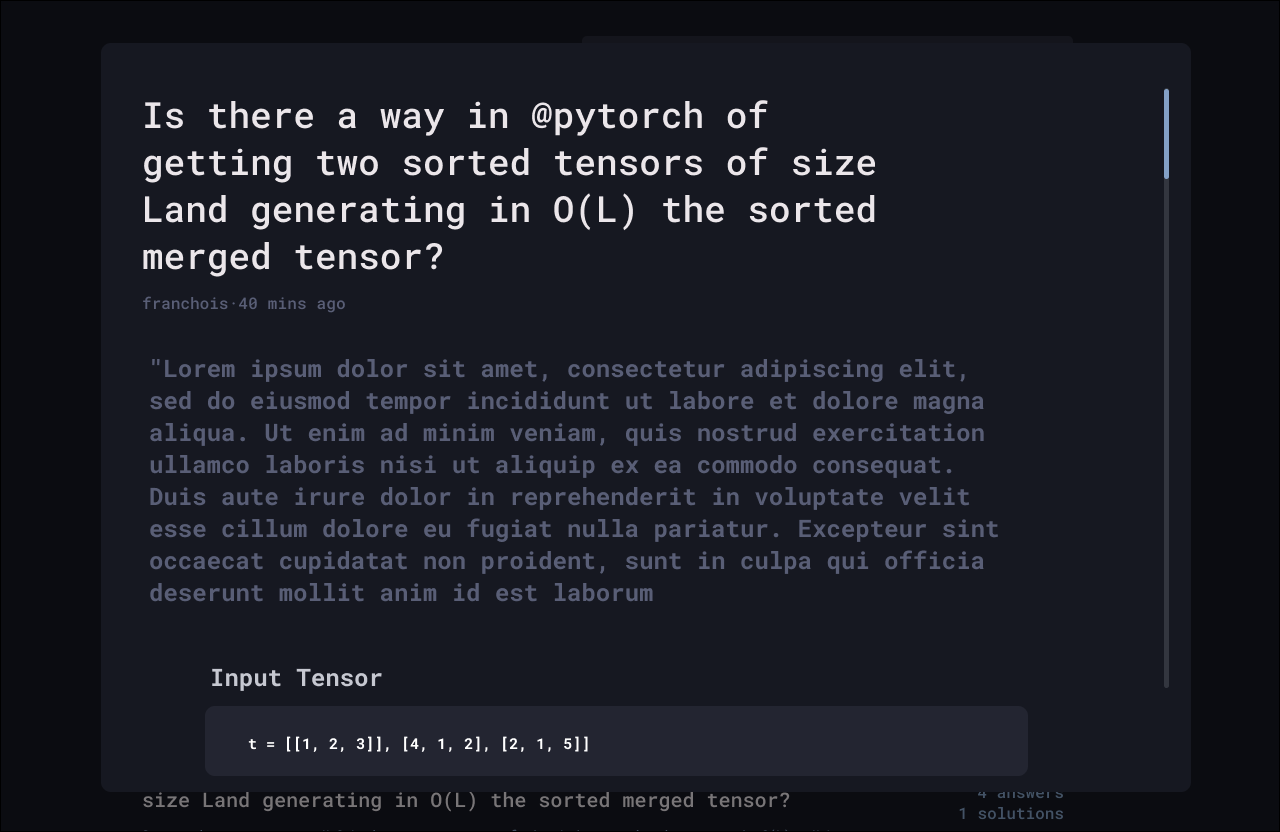 Is there a way in @pytorch of
getting two sorted tensors of size
Land generating in O(L) the sorted
merged tensor?
franchois·40 mins ago
"Lorem ipsum dolor sit amet, consectetur adipiscing elit,
sed do eiusmod tempor incididunt ut labore et dolore magna
aliqua. Ut enim ad minim veniam, quis nostrud exercitation
ullamco laboris nisi ut aliquip ex ea commodo consequat.
Duis aute irure dolor in reprehenderit in voluptate velit
esse cillum dolore eu fugiat nulla pariatur. Excepteur sint
occaecat cupidatat non proident, sunt in culpa qui officia
deserunt mollit anim id est laborum
Input Tensor
t = [[1, 2, 3]], [4, 1, 2], [2, 1, 5]]
size Land generating in O(L) the sorted merged tensor?
4 answers
1 solutions